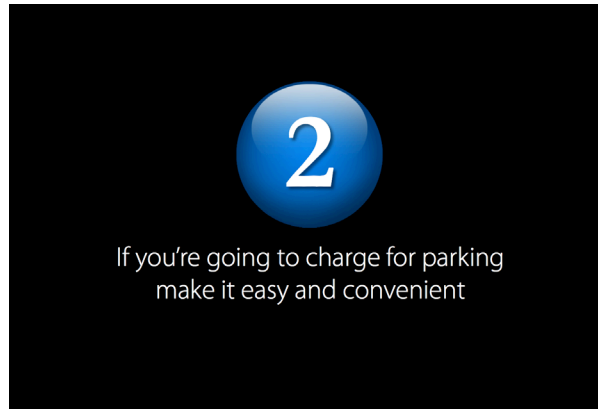 2
If you’re going to charge for parking
make it easy and convenient